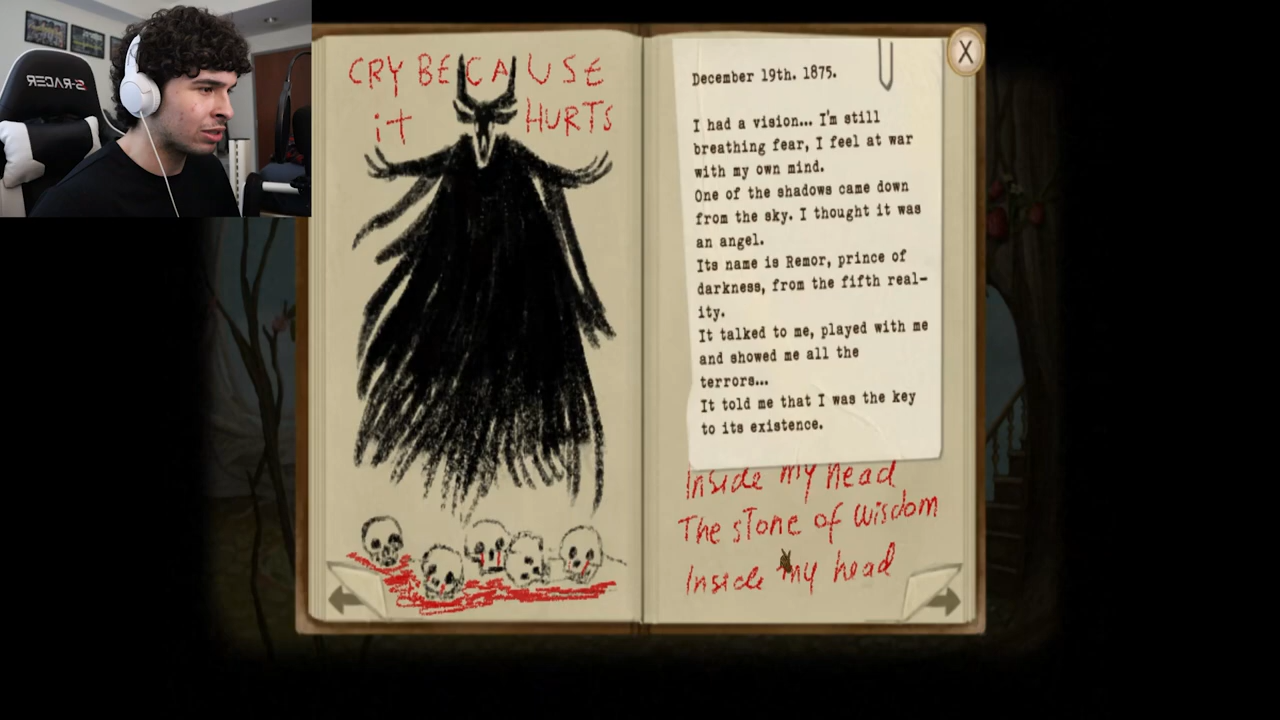 S-RACER
CRY BECAUSE
it HURTS
December 19th. 1875.
I had a vision... I'm still
breathing fear, I feel at war
with my own mind.
One of the shadows came down
from the sky. I thought it was
an angel.
Its name is Remor, prince of
darkness, from the fifth real-
ity.
It talked to me, played with me
and showed me all the
terrors...
It told me that I was the key
to its existence.
Inside my head
The stone of wisdom
Inside my head
X